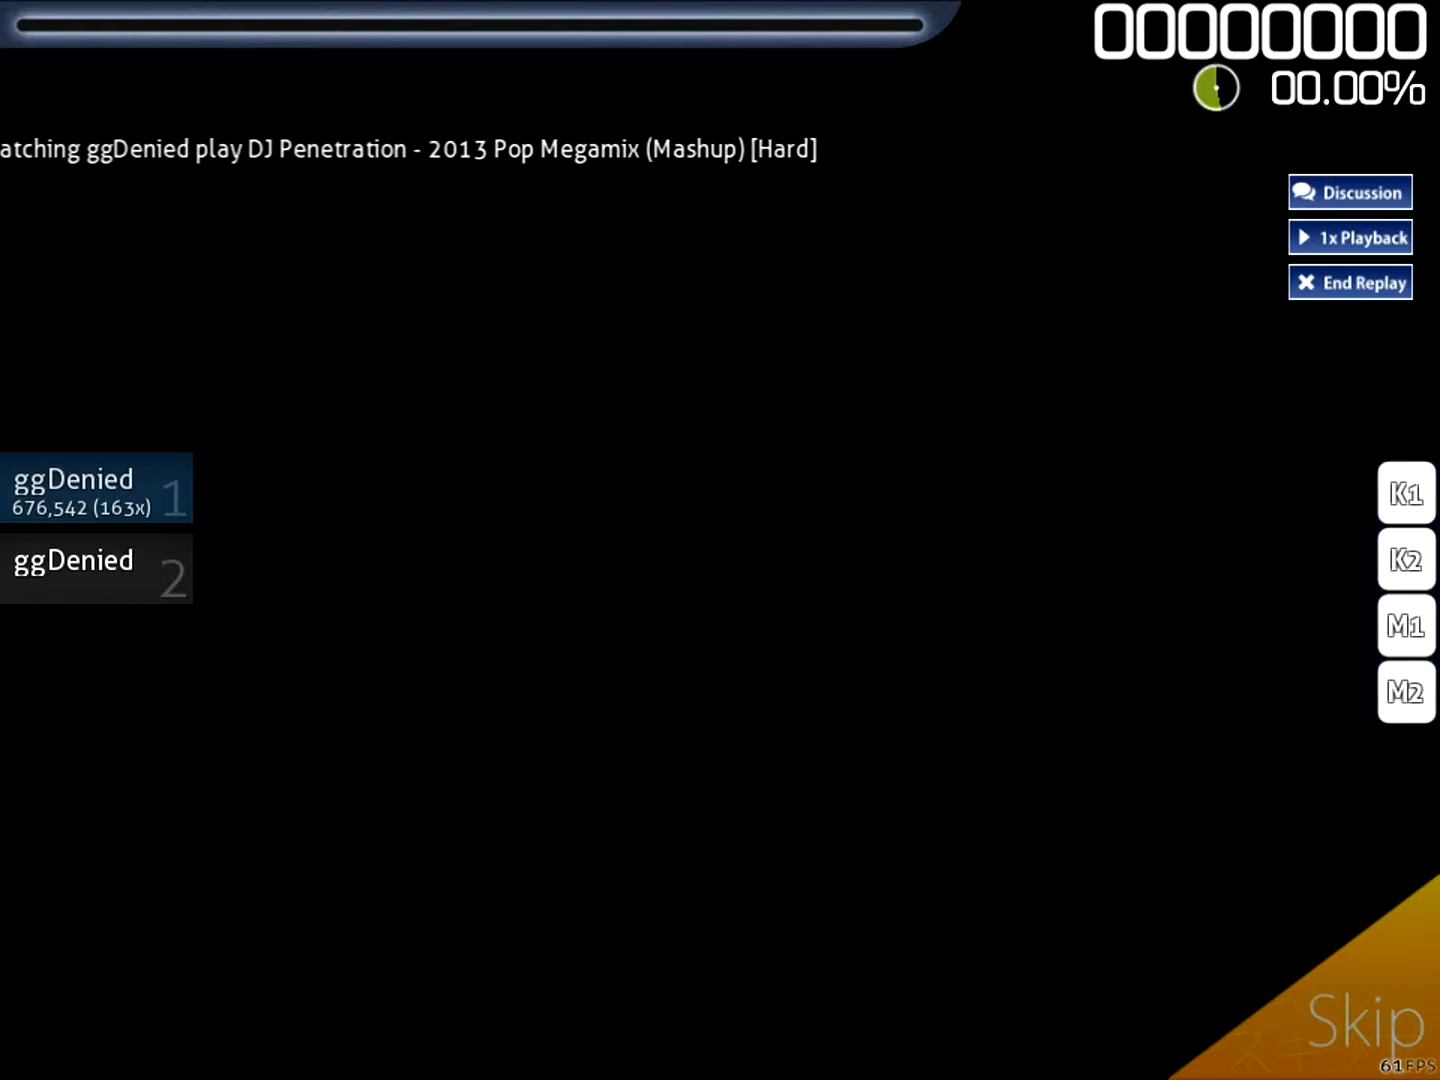 00000000
00.00%
atching ggDenied play DJ Penetration - 2013 Pop Megamix (Mashup) [Hard]
Discussion
1x Playback
End Replay
ggDenied
676,542 (163x) 1
ggDenied
2
K1
K2
M1
M2
Skip
61FPS